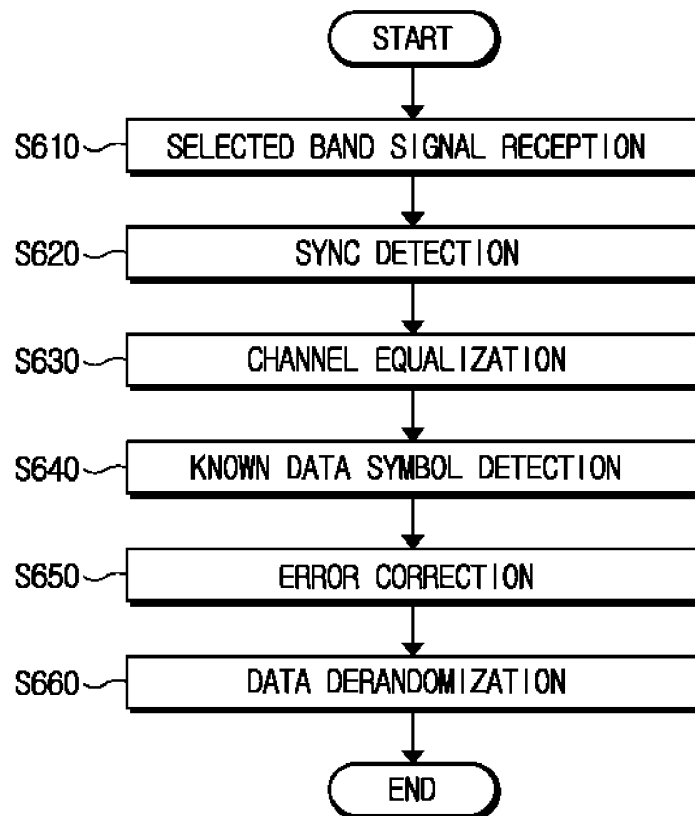 START
S610 SELECTED BAND SIGNAL RECEPTION
S620 SYNC DETECTION
S630 CHANNEL EQUALIZATION
S640 KNOWN DATA SYMBOL DETECTION
S650 ERROR CORRECTION
S660 DATA DERANDOMIZATION
END